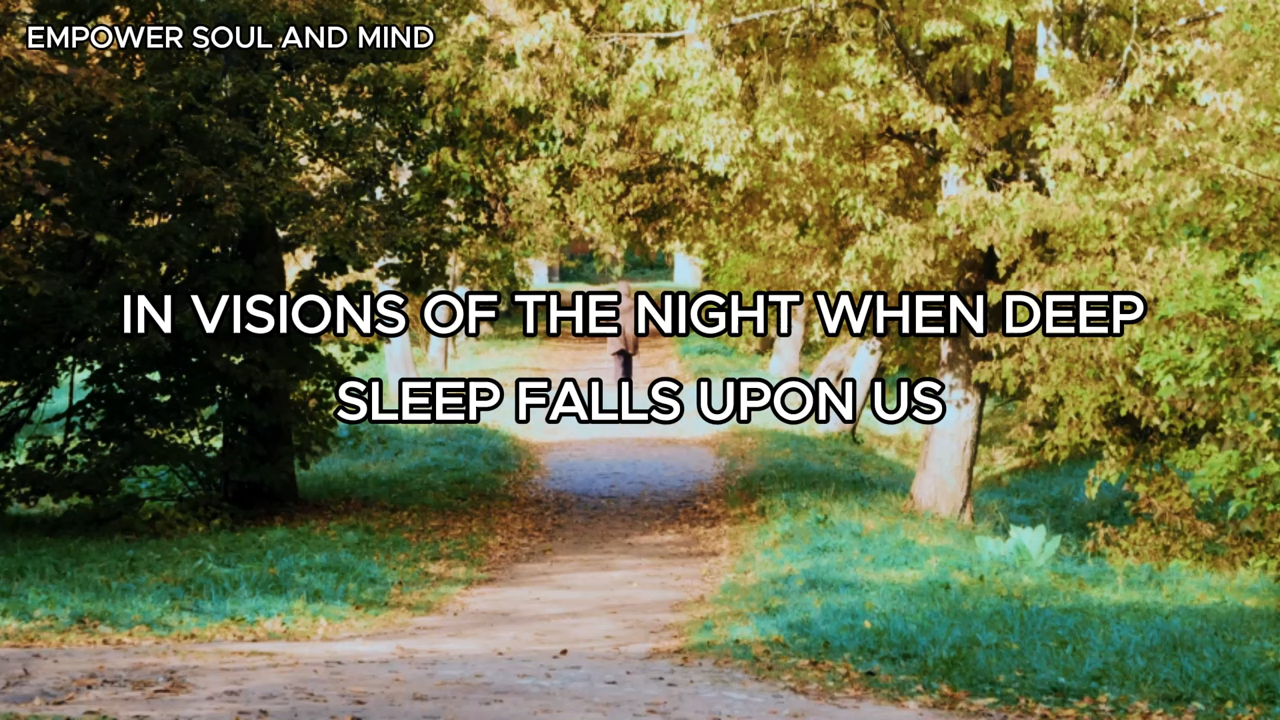 EMPOWER SOUL AND MIND
IN VISIONS OF THE NIGHT WHEN DEEP
SLEEP FALLS UPON US